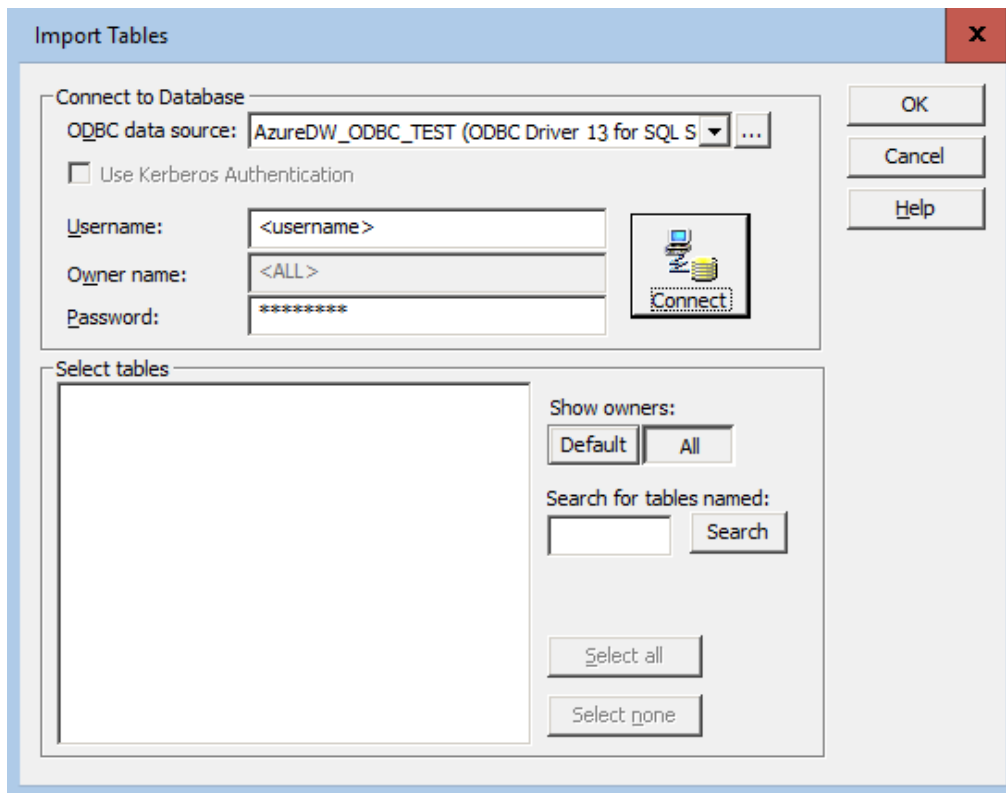 Import Tables
x
Connect to Database
ODBC data source:
AzureDW_ODBC_TEST (ODBC Driver 13 for SQL S
...
Use Kerberos Authentication
Username:
<username>
Owner name:
<ALL>
Password:
********
Connect
OK
Cancel
Help
Select tables
Show owners:
Default
All
Search for tables named:
Search
Select all
Select none